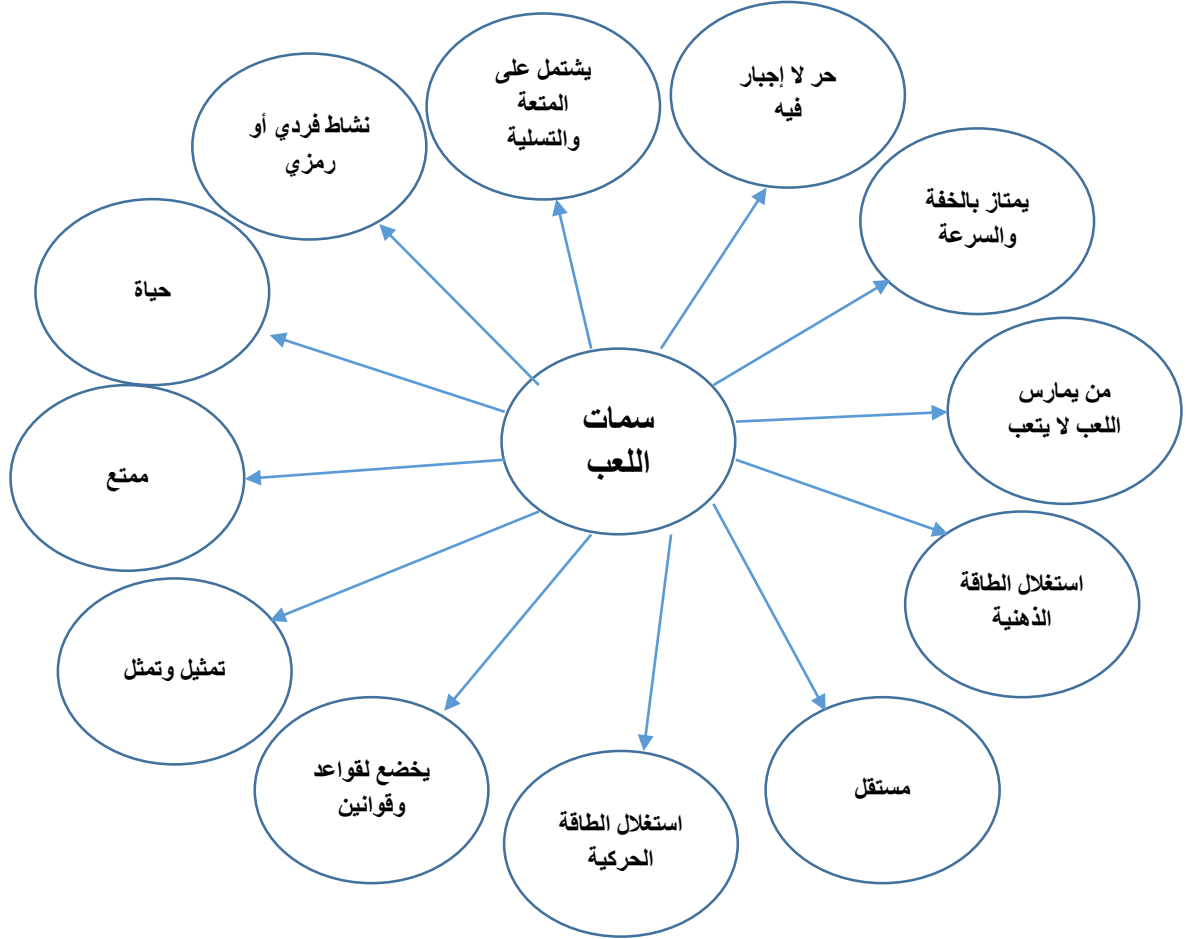 سمات
اللعب
حر لا إجبار
فيه
يمتاز بالخفة
والسرعة
من يمارس
اللعب لا يتعب
استغلال الطاقة
الذهنية
مستقل
استغلال الطاقة
الحركية
يخضع لقواعد
وقوانين
تمثيل وتمثل
ممتع
حياة
نشاط فردي أو
رمزي
يشتمل على
المتعة
والتسلية